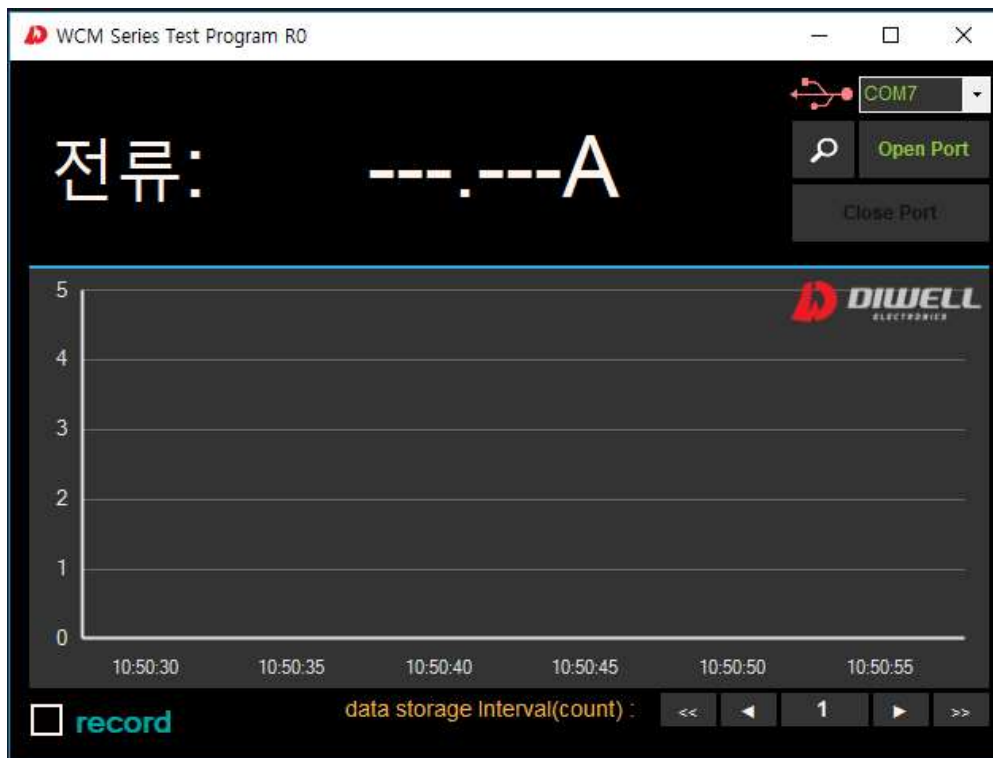 WCM Series Test Program R0
COM7
전류: ---.---A
Open Port
Close Port
DIWELL
ELECTRONICS
5
4
3
2
1
0
10:50:30 10:50:35 10:50:40 10:50:45 10:50:50 10:50:55
record data storage Interval(count) : << ◄ 1 ► >>